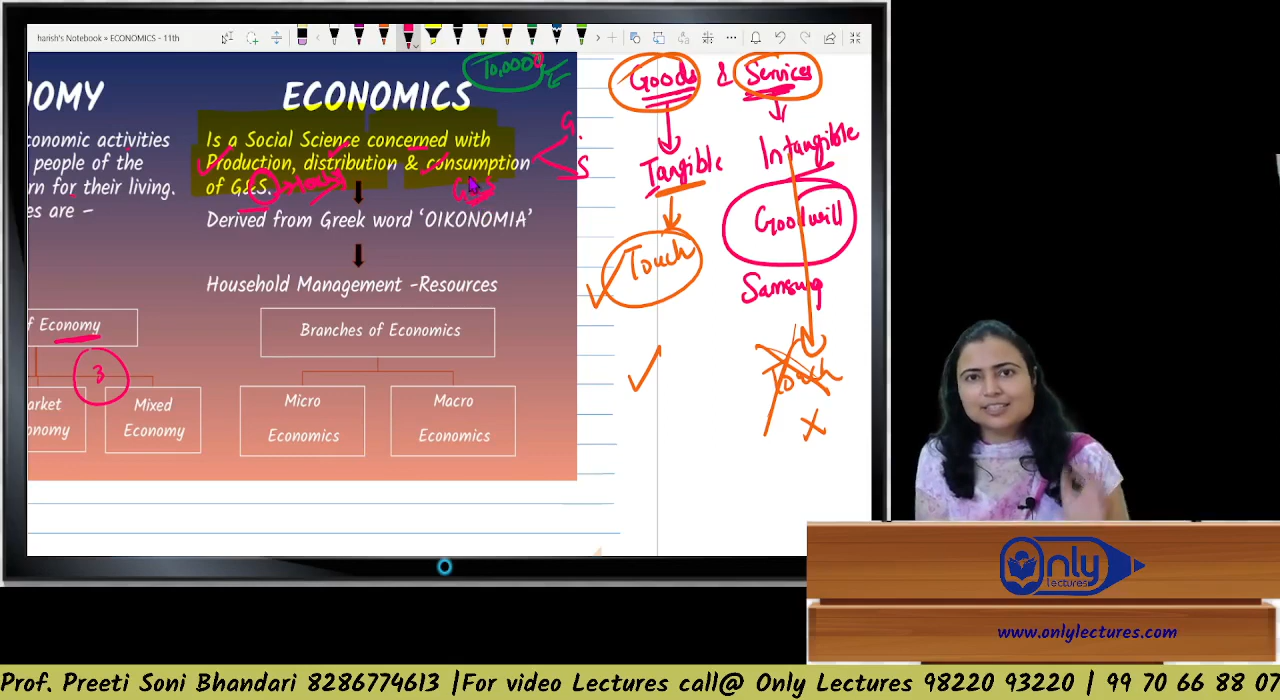 harish's Notebook » ECONOMICS - 11th
NOMY
conomic activities
people of the
rn for their living.
es are –
f Economy
3
arket
onomy
Mixed
Economy
ECONOMICS
10,000
Is a Social Science concerned with
Production, distribution & consumption
of G&S.
G.
S
G&S
Derived from Greek word 'OIKONOMIA'
Household Management -Resources
Branches of Economics
Micro
Economics
Macro
Economics
Goods & Services
Tangible
Intangible
Touch
Goodwill
Samsung
Touch
Only
lectures
www.onlylectures.com
Prof. Preeti Soni Bhandari 8286774613 |For video Lectures call@ Only Lectures 98220 93220 | 99 70 66 88 07